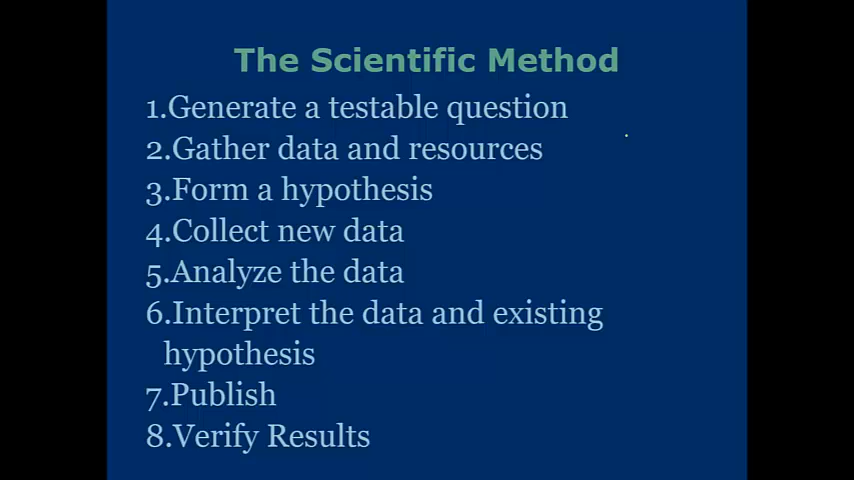 The Scientific Method
1.Generate a testable question
2.Gather data and resources
3.Form a hypothesis
4.Collect new data
5.Analyze the data
6.Interpret the data and existing
hypothesis
7.Publish
8.Verify Results